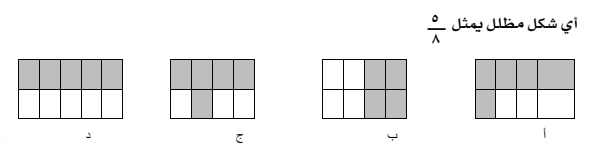 أي شكل مظلل يمثل ٥/٨
أ ب ج د